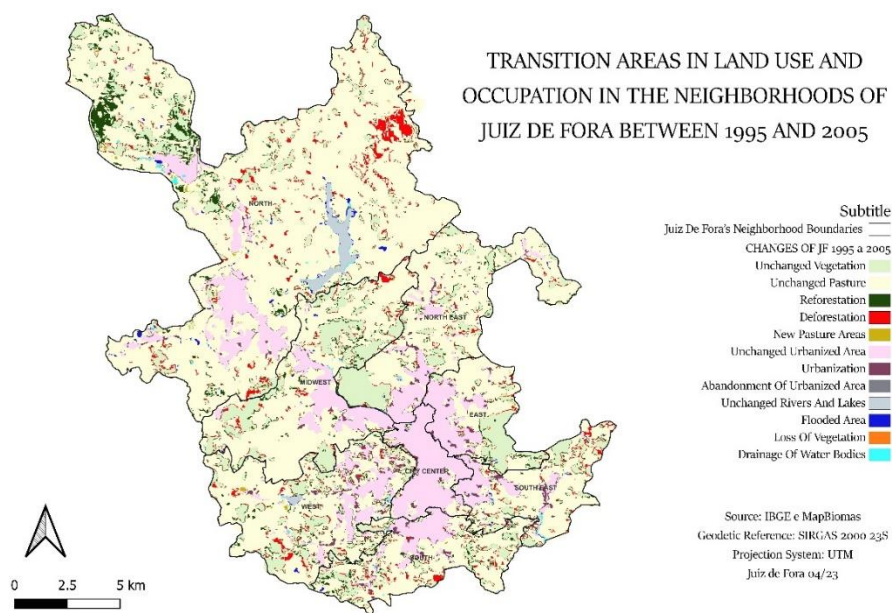 TRANSITION AREAS IN LAND USE AND
OCCUPATION IN THE NEIGHBORHOODS OF
JUIZ DE FORA BETWEEN 1995 AND 2005
Subtitle
Juiz De Fora's Neighborhood Boundaries
CHANGES OF JF 1995 a 2005
Unchanged Vegetation
Unchanged Pasture
Reforestation
Deforestation
New Pasture Areas
Unchanged Urbanized Area
Urbanization
Abandonment Of Urbanized Area
Unchanged Rivers And Lakes
Flooded Area
Loss Of Vegetation
Drainage Of Water Bodies
NORTH
NORTH EAST
MIDWEST
EAST
CITY CENTER
SOUTH EAST
WEST
SOUTH
0 2.5 5 km
Source: IBGE e MapBiomas
Geodetic Reference: SIRGAS 2000 23S
Projection System: UTM
Juiz de Fora 04/23